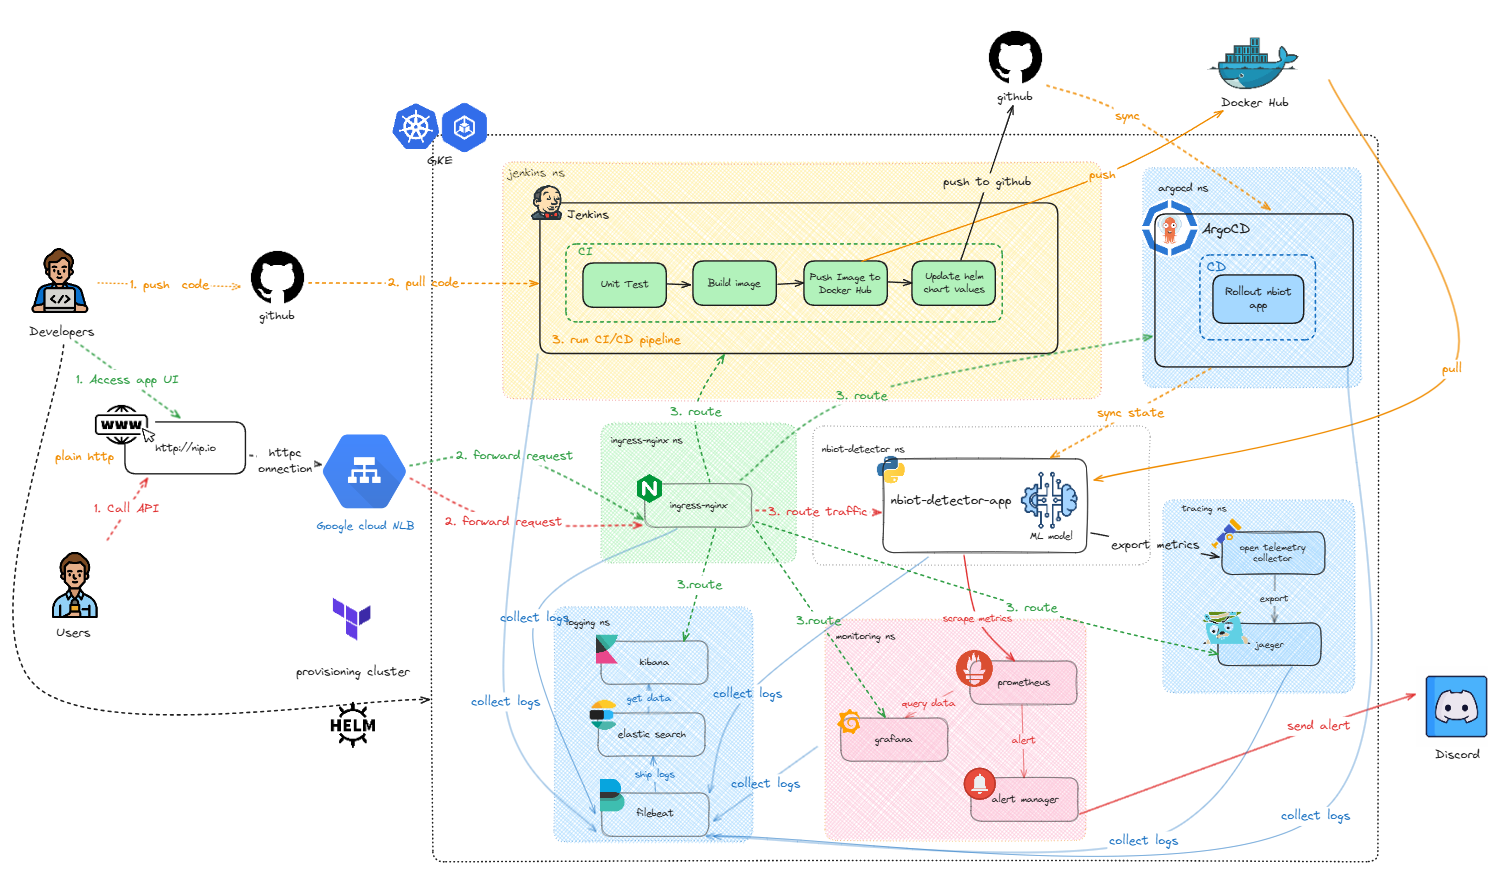 github
Docker Hub
sync
GKE
jenkins ns
push to github
push
argocd ns
Jenkins
ArgoCD
CI
CD
Unit Test
Build image
Push Image to
Docker Hub
Update helm
chart values
Rollout nbiot
app
1. push code
2. pull code
github
Developers
3. run CI/CD pipeline
pull
1. Access app UI
3. route
3. route
sync state
WWW
http://nip.io
plain http
httpc
onnection
2. forward request
ingress-nginx ns
nbiot-detector ns
N
ingress-nginx
nbiot-detector-app
ML model
1. Call API
Google cloud NLB
2. forward request
3. route traffic
tracing ns
export metrics
open telemetry
collector
export
3.route
3. route
collect logs
logging ns
scrape metrics
3.route
monitoring ns
Users
kibana
jaeger
provisioning cluster
get data
collect logs
collect logs
prometheus
query data
HELM
elastic search
grafana
alert
send alert
Discord
ship logs
collect logs
filebeat
alert manager
collect logs
collect logs